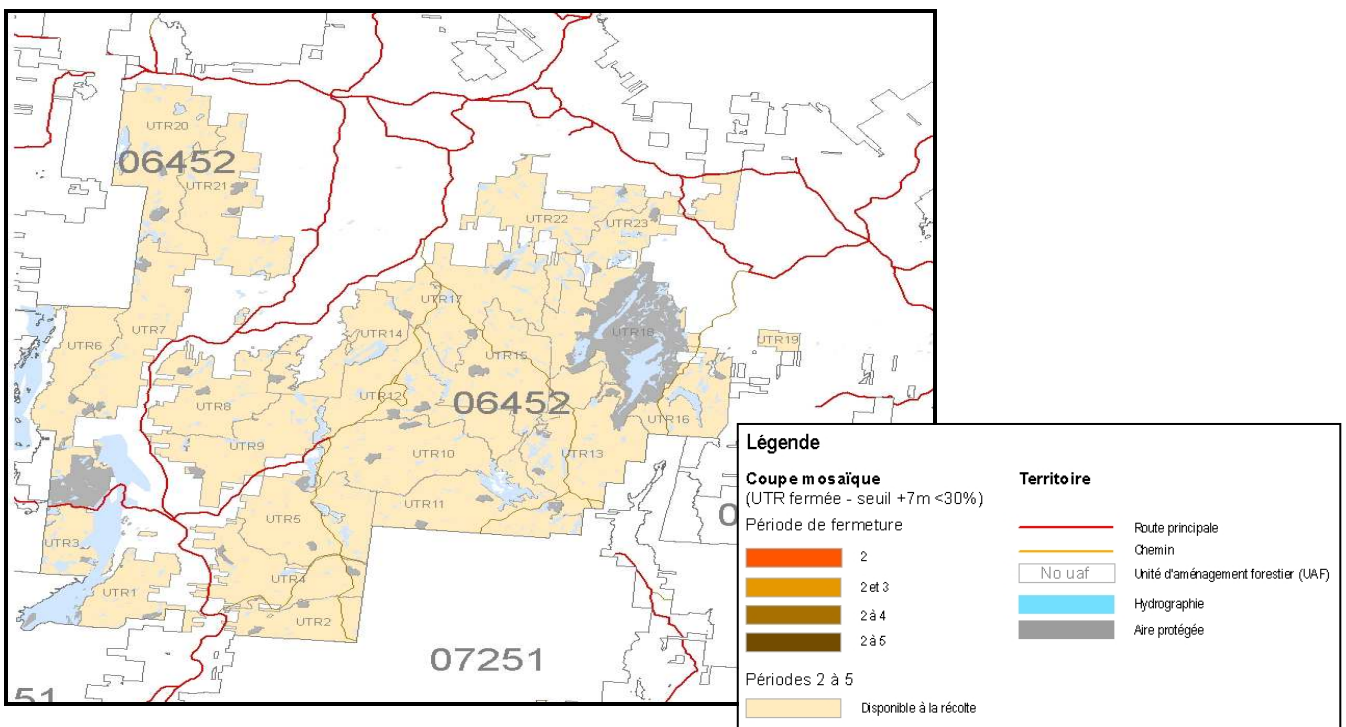 UTR20
06452
UTR21
UTR22
UTR23
UTR17
UTR7
UTR6
UTR14
UTR18
UTR19
UTR15
UTR12
06452
UTR8
UTR16
UTR9
UTR10
UTR13
UTR11
UTR5
UTR3
UTR4
UTR1
UTR2
07251
51
0
Légende
Coupe mosaïque
(UTR fermée - seuil +7m <30%)
Période de fermeture
2
2 et 3
2 à 4
2 à 5
Périodes 2 à 5
Disponible à la récolte
Territoire
Route principale
Chemin
No uaf
Unité d'aménagement forestier (UAF)
Hydrographie
Aire protégée